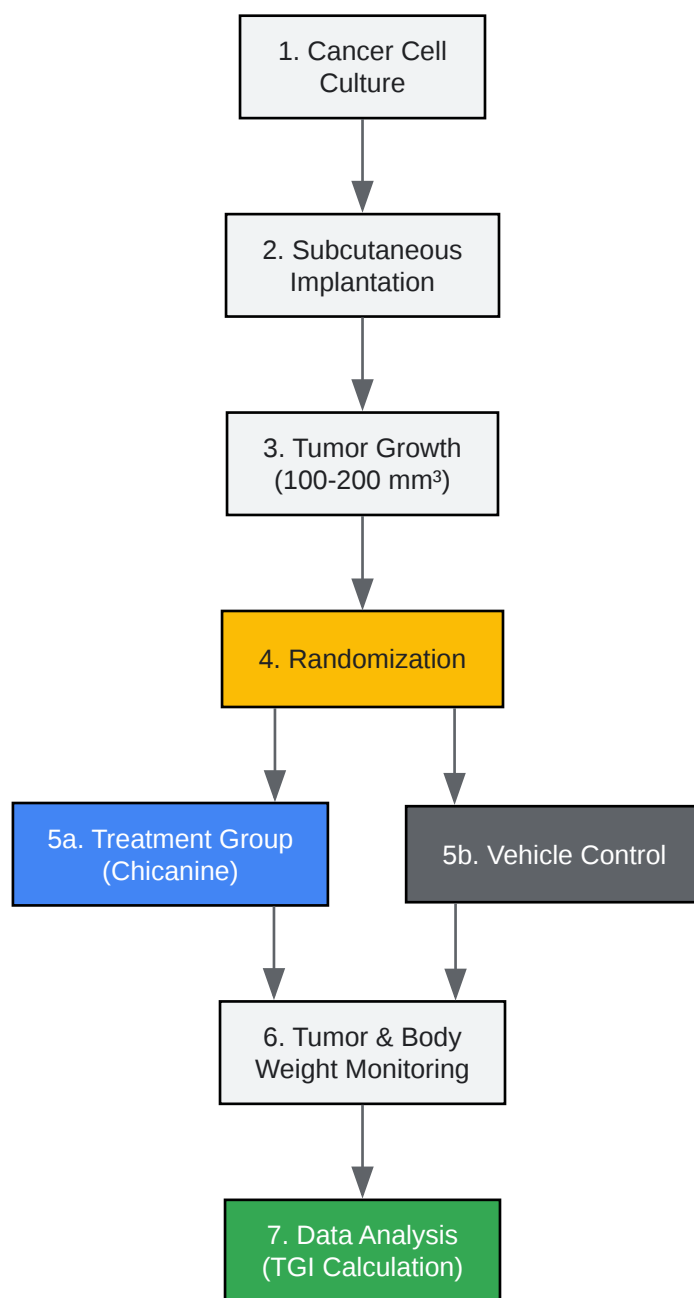 1. Cancer Cell
Culture
2. Subcutaneous
Implantation
3. Tumor Growth
(100-200 mm³)
4. Randomization
5a. Treatment Group
(Chicanine)
5b. Vehicle Control
6. Tumor & Body
Weight Monitoring
7. Data Analysis
(TGI Calculation)